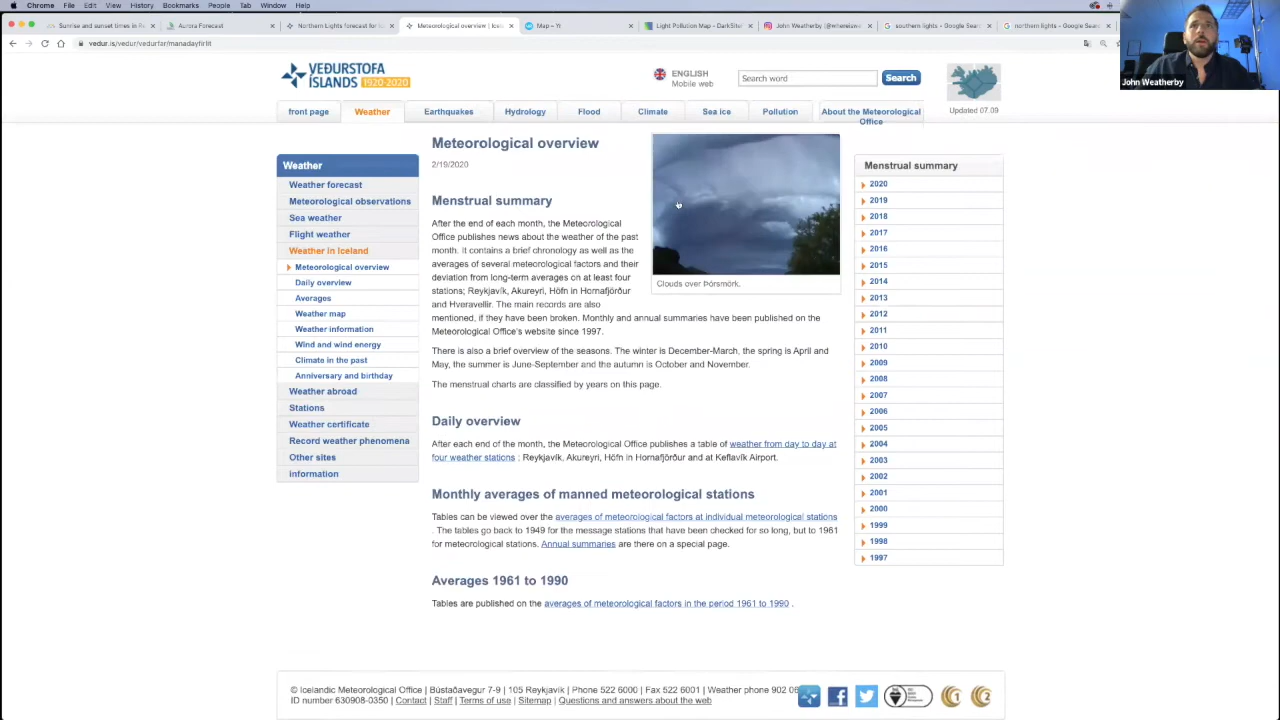 Chrome File Edit View History Bookmarks People Tab Window Help
Sunrise and sunset times in Re
Aurora Forecast
Northern Lights forecast for
Meteorological overview | Icel
Map – Yr
Light Pollution Map - DarkSite
John Weatherby (@whereiswe
southern lights - Google Sear
northern lights - Google Sear
vedur.is/vedur/vedurfar/manadayfirlit
John Weatherby
VEÐURSTOFA
ÍSLANDS 1920-2020
ENGLISH
Mobile web
Search word
Search
Updated 07.09
front page
Weather
Earthquakes
Hydrology
Flood
Climate
Sea ice
Pollution
About the Meteorological
Office
Weather
Weather forecast
Meteorological observations
Sea weather
Flight weather
Weather in Iceland
Meteorological overview
Daily overview
Averages
Weather map
Weather information
Wind and wind energy
Climate in the past
Anniversary and birthday
Weather abroad
Stations
Weather certificate
Record weather phenomena
Other sites
information
Meteorological overview
2/19/2020
Menstrual summary
After the end of each month, the Meteorological
Office publishes news about the weather of the past
month. It contains a brief chronology as well as the
averages of several meteorological factors and their
deviation from long-term averages on at least four
stations; Reykjavík, Akureyri, Höfn in Hornafjörður
and Hveravellir. The main records are also
mentioned, if they have been broken. Monthly and annual summaries have been published on the
Meteorological Office's website since 1997.
There is also a brief overview of the seasons. The winter is December-March, the spring is April and
May, the summer is June-September and the autumn is October and November.
The menstrual charts are classified by years on this page.
Clouds over Þórsmörk.
Daily overview
After each end of the month, the Meteorological Office publishes a table of weather from day to day at
four weather stations ; Reykjavík. Akureyri, Höfn in Hornafjörður and at Keflavík Airport.
Monthly averages of manned meteorological stations
Tables can be viewed over the averages of meteorological factors at individual meteorological stations
. The tables go back to 1949 for the message stations that have been checked for so long, but to 1961
for meteorological stations. Annual summaries are there on a special page.
Averages 1961 to 1990
Tables are published on the averages of meteorological factors in the period 1961 to 1990 .
Menstrual summary
2020
2019
2018
2017
2016
2015
2014
2013
2012
2011
2010
2009
2008
2007
2006
2005
2004
2003
2002
2001
2000
1999
1998
1997
© Icelandic Meteorological Office | Bústaðavegur 7-9 | 105 Reykjavík | Phone 522 6000 | Fax 522 6001 | Weather phone 902 06
ID number 630908-0350 | Contact | Staff | Terms of use | Sitemap | Questions and answers about the web